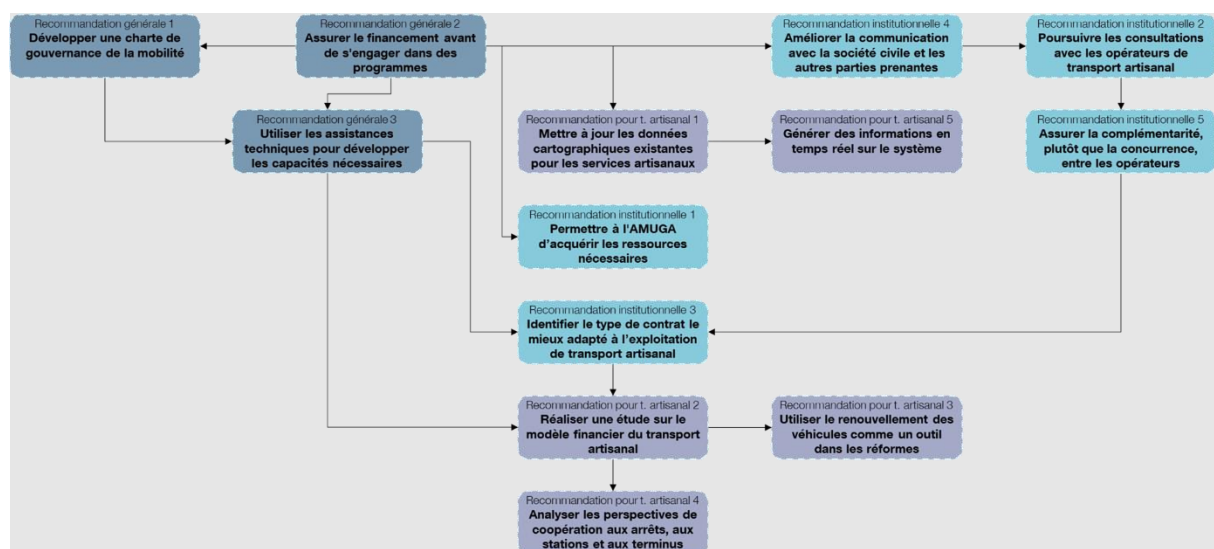 Recommandation générale 1
Développer une charte de
gouvernance de la mobilité
Recommandation générale 2
Assurer le financement avant
de s'engager dans des
programmes
Recommandation institutionnelle 4
Améliorer la communication
avec la société civile et les
autres parties prenantes
Recommandation institutionnelle 2
Poursuivre les consultations
avec les opérateurs de
transport artisanal
Recommandation générale 3
Utiliser les assistances
techniques pour développer
les capacités nécessaires
Recommandation pour t. artisanal 1
Mettre à jour les données
cartographiques existantes
pour les services artisanaux
Recommandation pour t. artisanal 5
Générer des informations en
temps réel sur le système
Recommandation institutionnelle 5
Assurer la complémentarité,
plutôt que la concurrence,
entre les opérateurs
Recommandation institutionnelle 1
Permettre à l'AMUGA
d’acquérir les ressources
nécessaires
Recommandation institutionnelle 3
Identifier le type de contrat le
mieux adapté à l’exploitation
de transport artisanal
Recommandation pour t. artisanal 2
Réaliser une étude sur le
modèle financier du transport
artisanal
Recommandation pour t. artisanal 3
Utiliser le renouvellement des
véhicules comme un outil
dans les réformes
Recommandation pour t. artisanal 4
Analyser les perspectives de
coopération aux arrêts, aux
stations et aux terminus